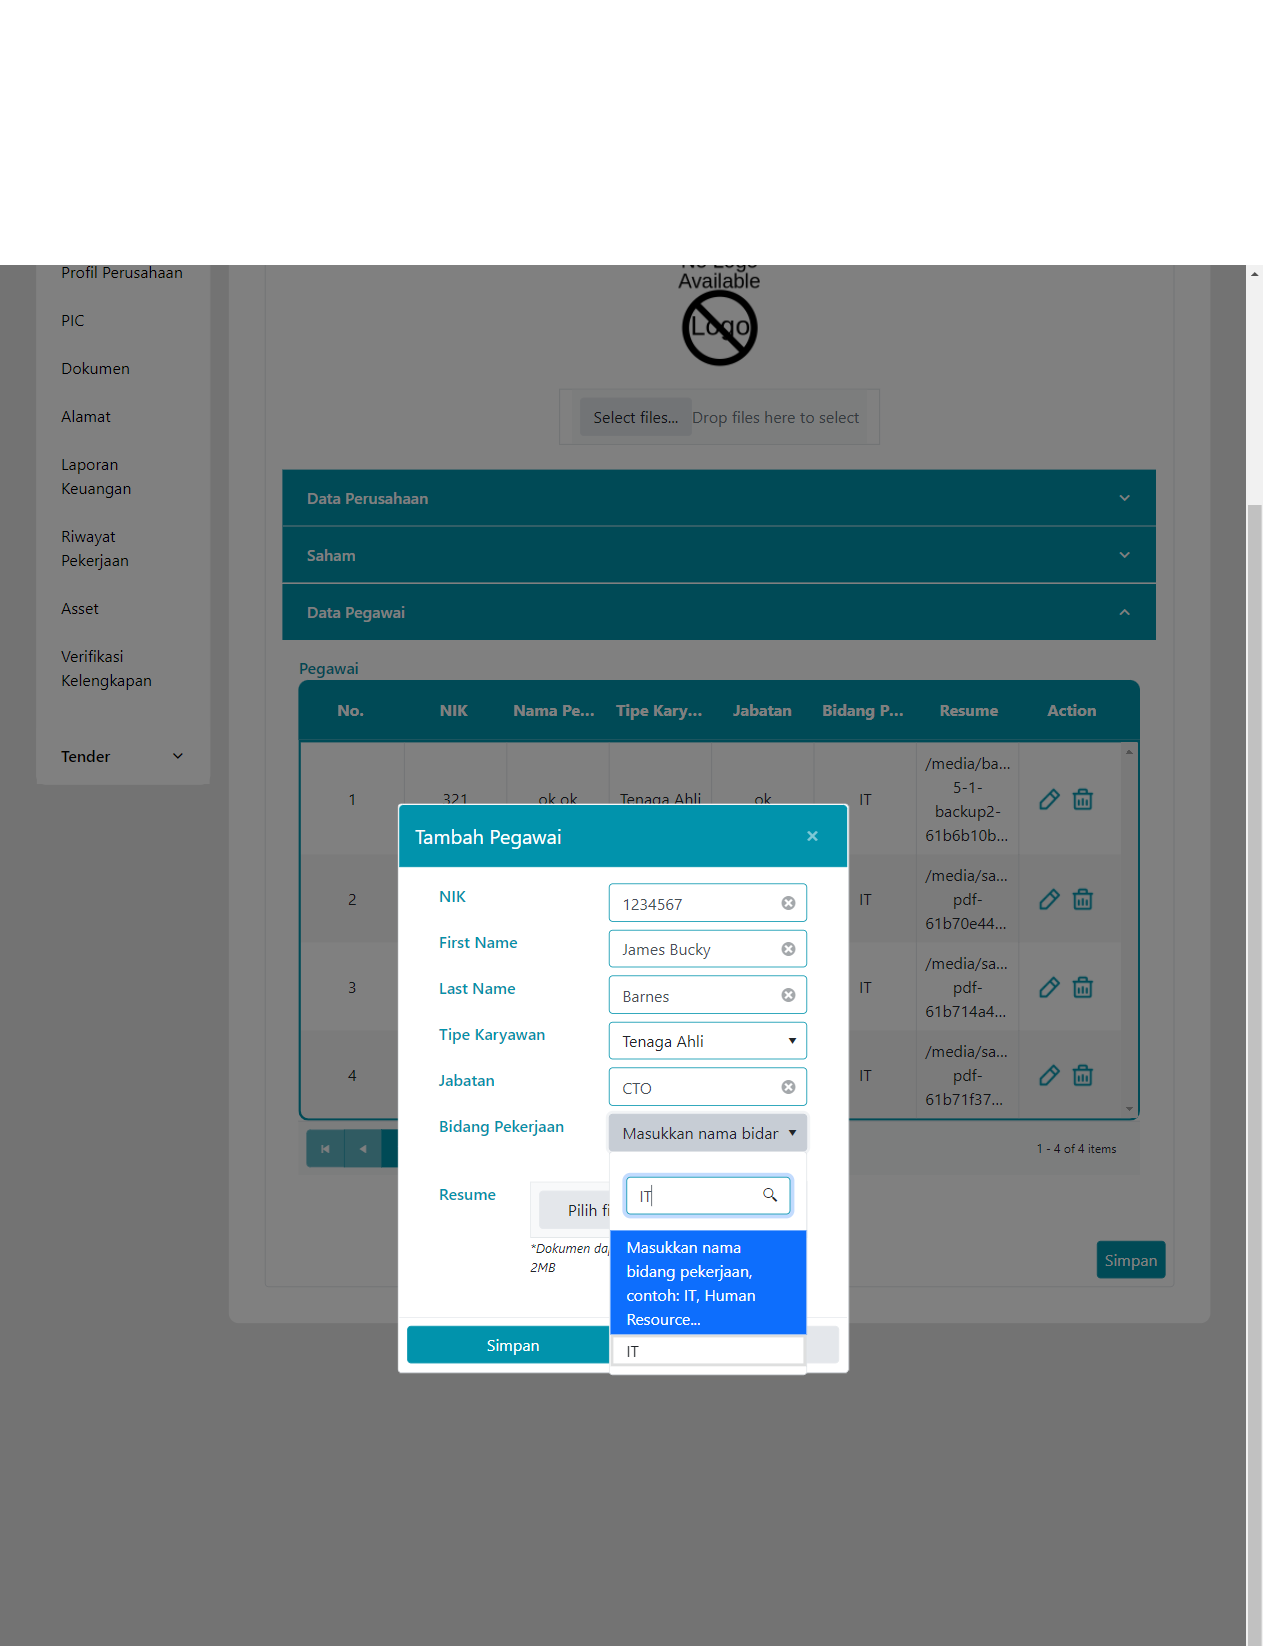 Profil Perusahaan
PIC
Dokumen
Alamat
Laporan
Keuangan
Riwayat
Pekerjaan
Asset
Verifikasi
Kelengkapan
Tender
No Logo
Available
Logo
Select files... Drop files here to select
Data Perusahaan
Saham
Data Pegawai
Pegawai
No. NIK Nama Pe... Tipe Kary... Jabatan Bidang P... Resume Action
1 321 ok ok Tenaga Ahli ok IT
/media/ba...
5-1-
backup2-
61b6b10b...
2 IT
/media/sa...
pdf-
61b70e44...
3 IT
/media/sa...
pdf-
61b714a4...
4 IT
/media/sa...
pdf-
61b71f37...
1 - 4 of 4 items
Simpan
Tambah Pegawai
NIK 1234567
First Name James Bucky
Last Name Barnes
Tipe Karyawan Tenaga Ahli
Jabatan CTO
Bidang Pekerjaan Masukkan nama bidar
IT
Masukkan nama
bidang pekerjaan,
contoh: IT, Human
Resource...
IT
Resume Pilih fi
*Dokumen da
2MB
Simpan